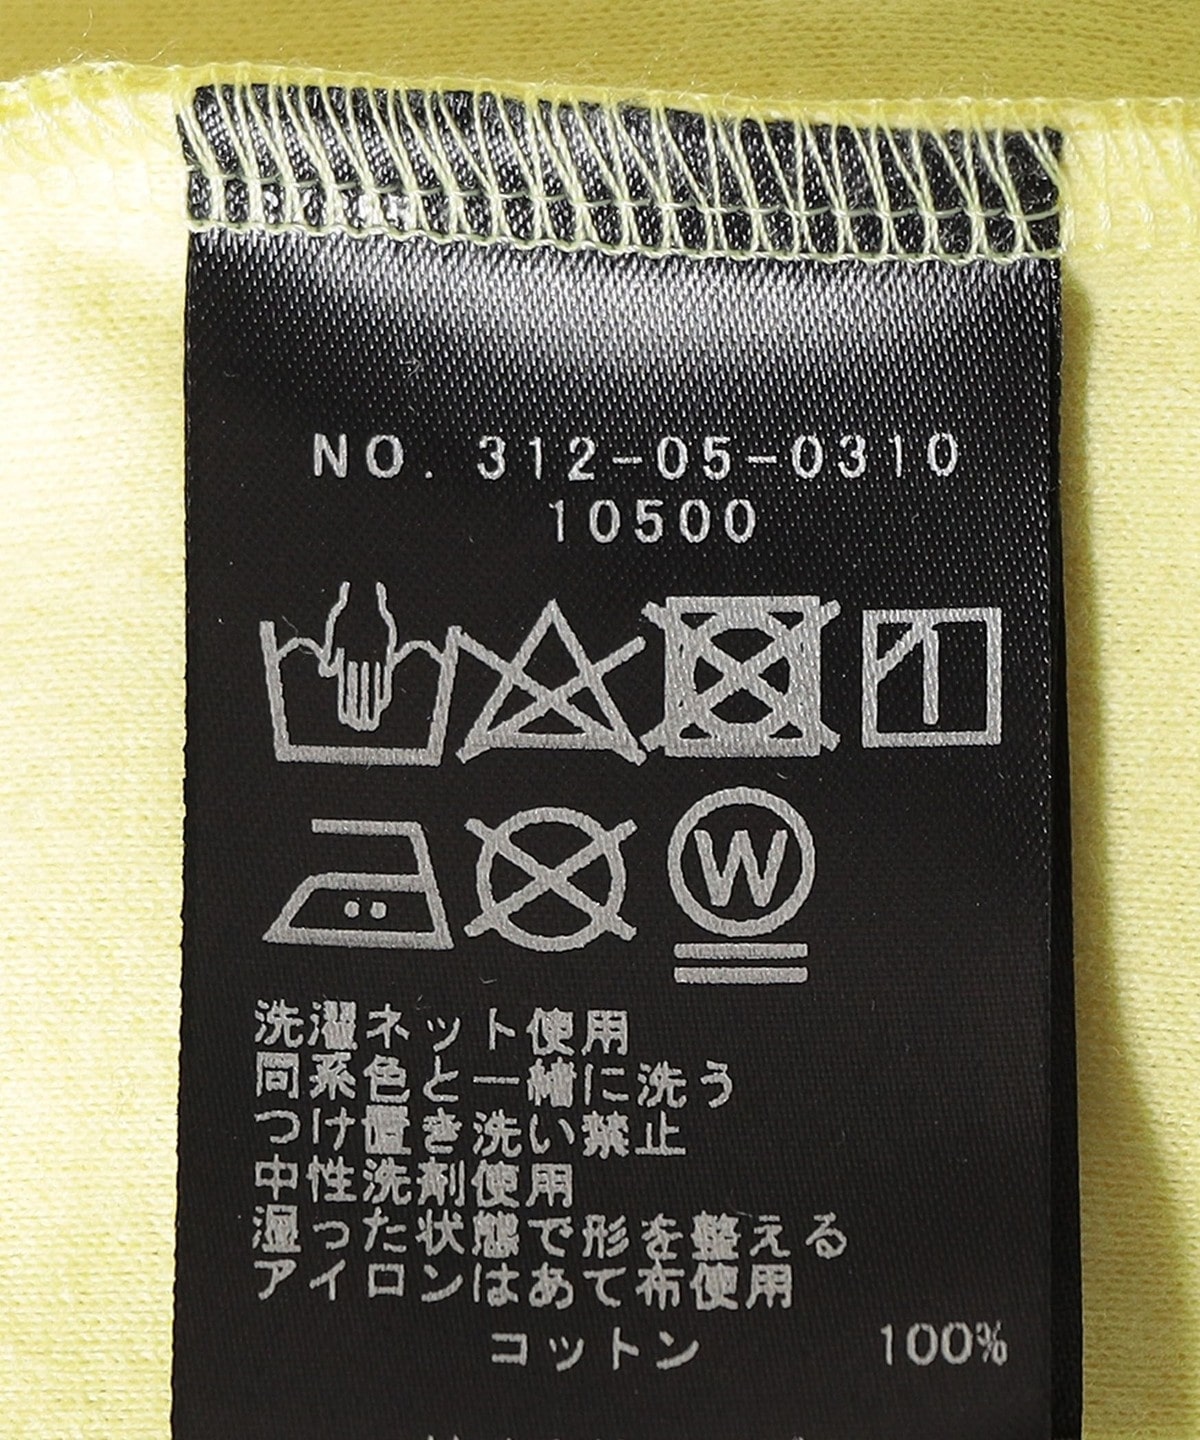 NO. 312-05-0310
10500
W
洗濯ネット使用
同系色と一緒に洗う
つけ置き洗い禁止
中性洗剤使用
湿った状態で形を整える
アイロンはあて布使用
コットン 100%